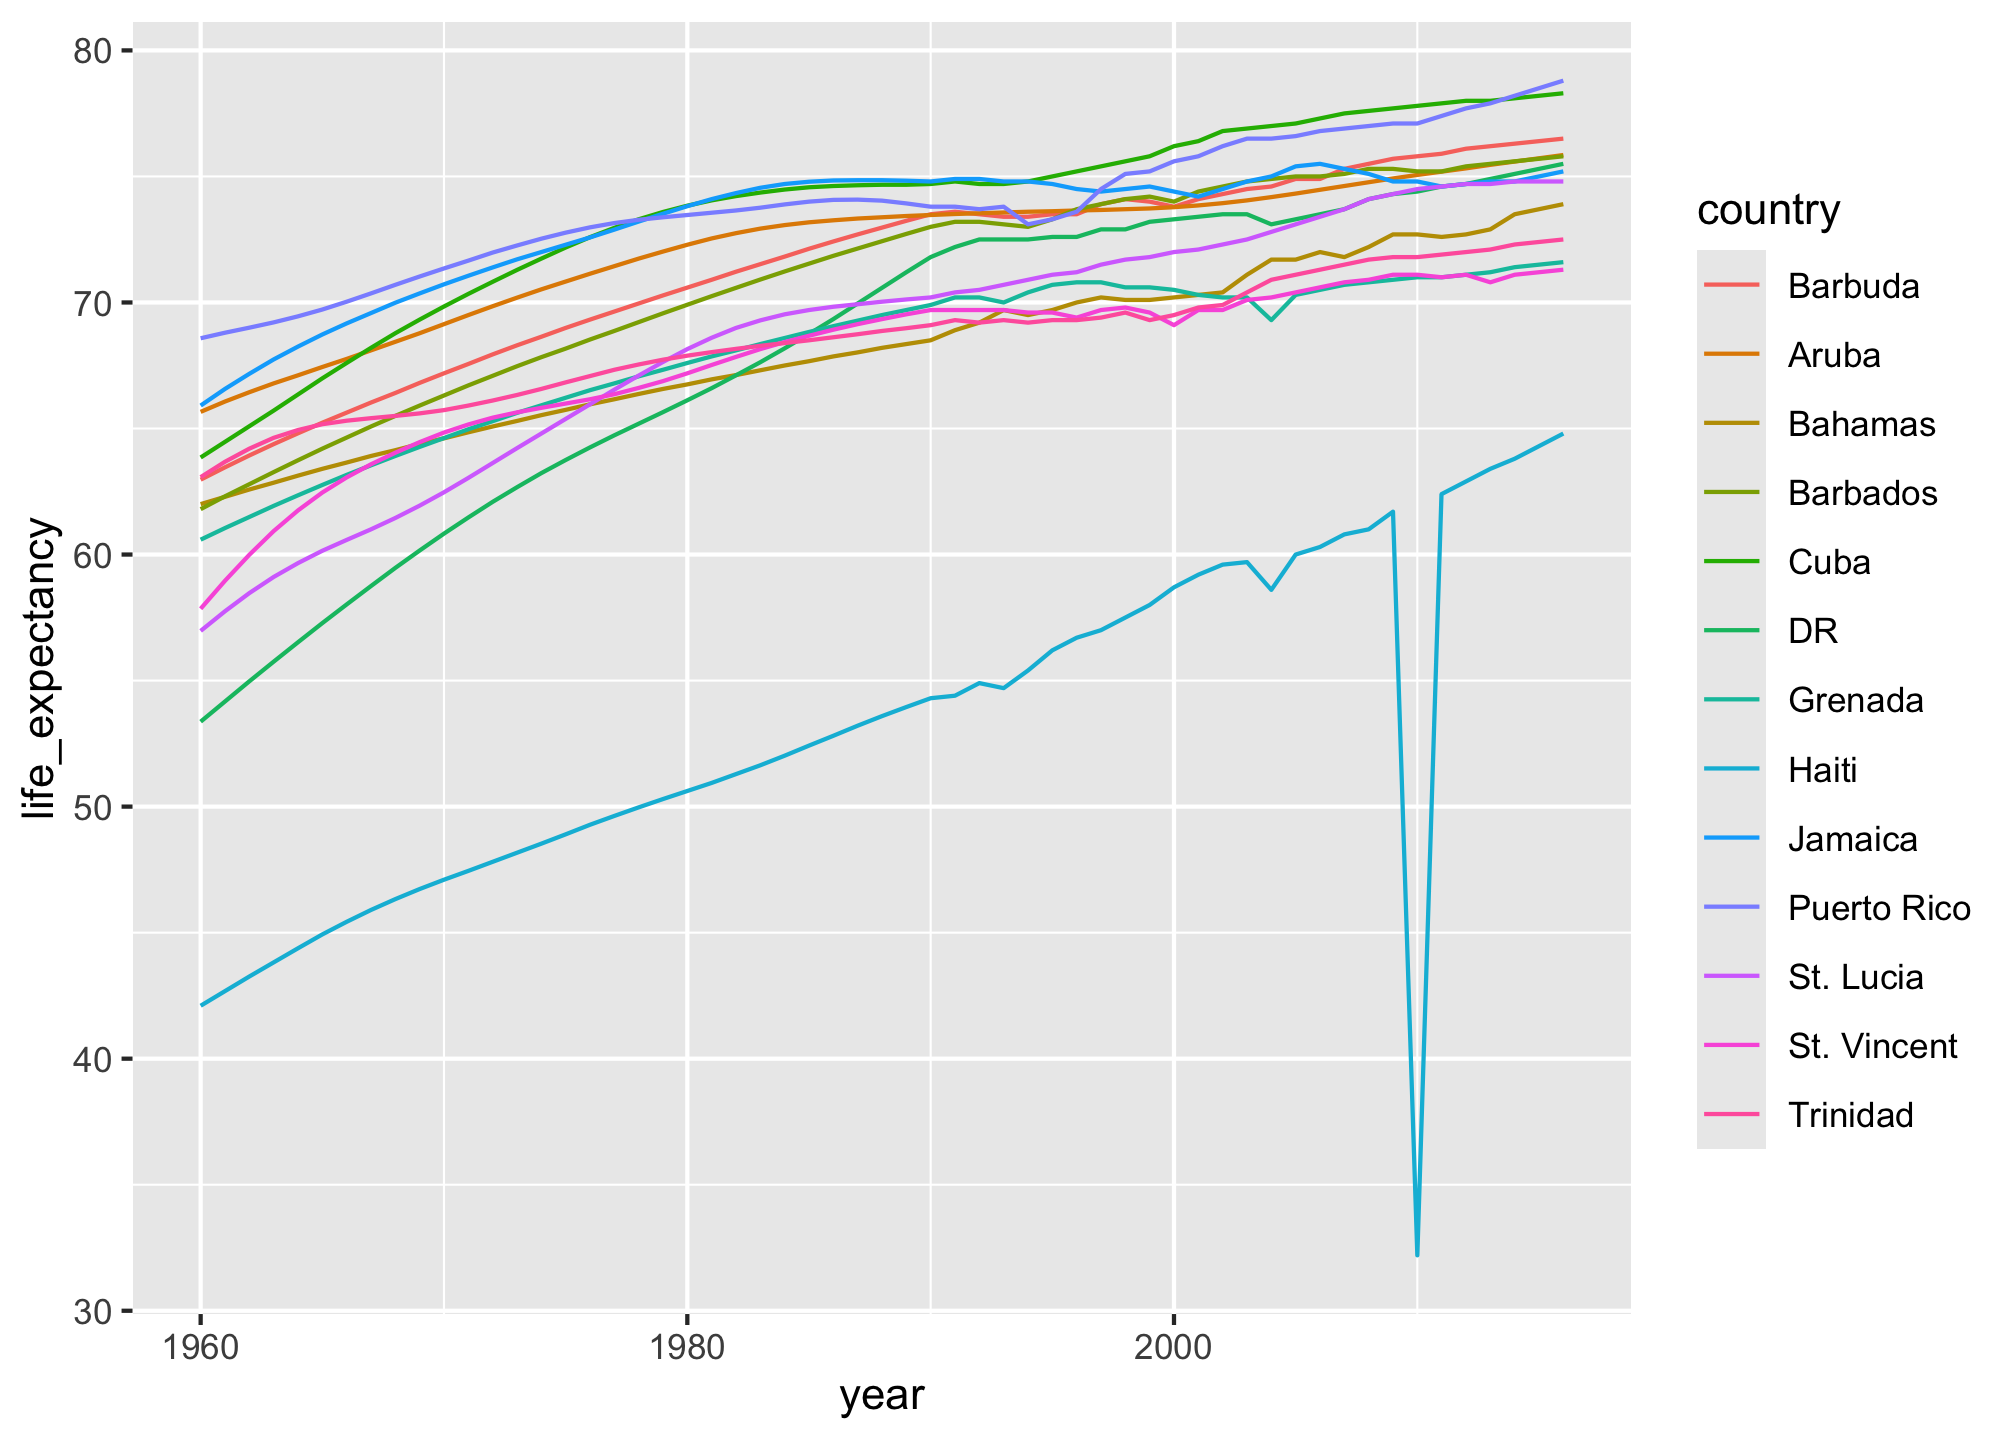 80
70
60
50
40
30
life_expectancy
1960
1980
2000
year
country
Barbuda
Aruba
Bahamas
Barbados
Cuba
DR
Grenada
Haiti
Jamaica
Puerto Rico
St. Lucia
St. Vincent
Trinidad